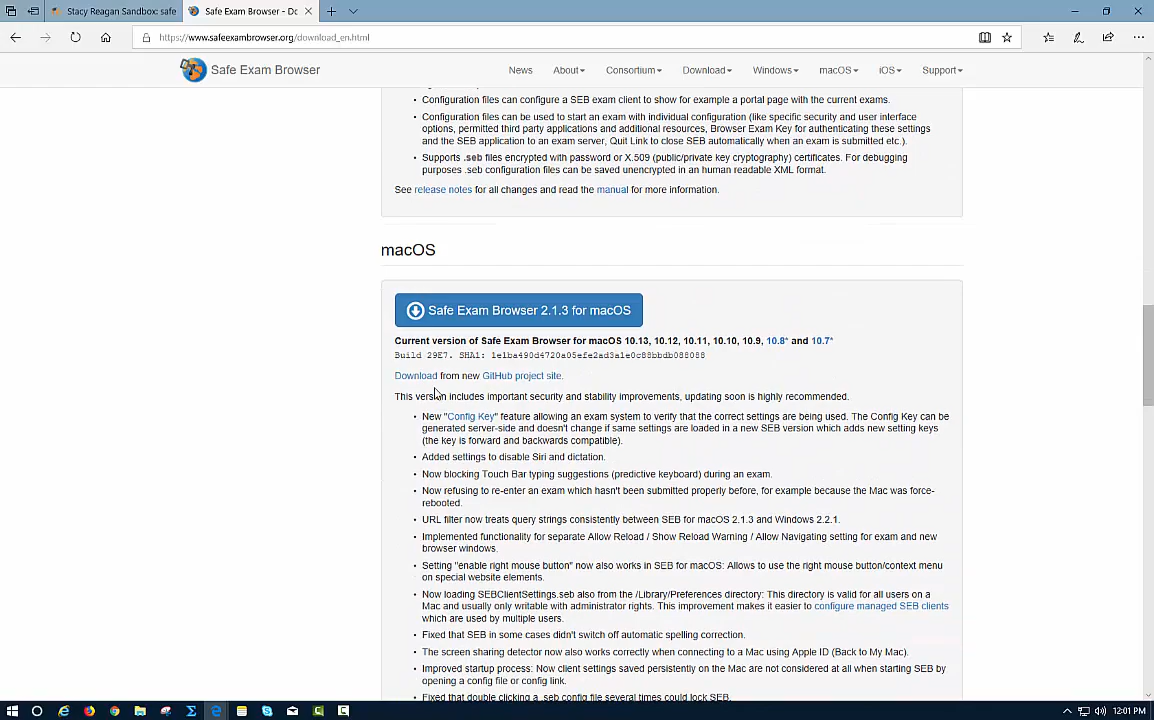 Stacy Reagan Sandbox: safe
Safe Exam Browser - Do
https://www.safeexambrowser.org/download_en.html
Safe Exam Browser
News
About
Consortium
Download
Windows
macOS
iOS
Support
Configuration files can configure a SEB exam client to show for example a portal page with the current exams.
Configuration files can be used to start an exam with individual configuration (like specific security and user interface
options, permitted third party applications and additional resources, Browser Exam Key for authenticating these settings
and the SEB application to an exam server, Quit Link to close SEB automatically when an exam is submitted etc.).
Supports .seb files encrypted with password or X.509 (public/private key cryptography) certificates. For debugging
purposes .seb configuration files can be saved unencrypted in an human readable XML format.
See release notes for all changes and read the manual for more information.
macOS
Safe Exam Browser 2.1.3 for macOS
Current version of Safe Exam Browser for macOS 10.13, 10.12, 10.11, 10.10, 10.9, 10.8* and 10.7*
Build 29E7. SHA1: 1e1ba490d4720a05efe2ad3a1e0c88bbdb088088
Download from new GitHub project site.
This version includes important security and stability improvements, updating soon is highly recommended.
New "Config Key" feature allowing an exam system to verify that the correct settings are being used. The Config Key can be
generated server-side and doesn't change if same settings are loaded in a new SEB version which adds new setting keys
(the key is forward and backwards compatible).
Added settings to disable Siri and dictation.
Now blocking Touch Bar typing suggestions (predictive keyboard) during an exam.
Now refusing to re-enter an exam which hasn't been submitted properly before, for example because the Mac was force-
rebooted.
URL filter now treats query strings consistently between SEB for macOS 2.1.3 and Windows 2.2.1.
Implemented functionality for separate Allow Reload / Show Reload Warning / Allow Navigating setting for exam and new
browser windows.
Setting "enable right mouse button" now also works in SEB for macOS: Allows to use the right mouse button/context menu
on special website elements.
Now loading SEBClientSettings.seb also from the /Library/Preferences directory: This directory is valid for all users on a
Mac and usually only writable with administrator rights. This improvement makes it easier to configure managed SEB clients
which are used by multiple users.
Fixed that SEB in some cases didn't switch off automatic spelling correction.
The screen sharing detector now also works correctly when connecting to a Mac using Apple ID (Back to My Mac).
Improved startup process: Now client settings saved persistently on the Mac are not considered at all when starting SEB by
opening a config file or config link.
Fixed that double clicking a .seb config file several times could lock SEB.
12:01 PM